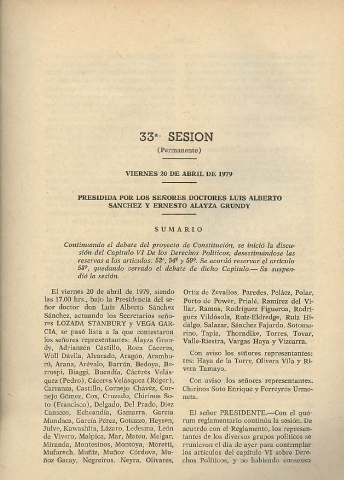 33ª SESION
(Permanente)
VIERNES 20 DE ABRIL DE 1979
PRESIDIDA POR LOS SEÑORES DOCTORES LUIS ALBERTO
SANCHEZ Y ERNESTO ALAYZA GRUNDY
SUMARIO
Continuando el debate del proyecto de Constitución, se inició la discu-
sión del Capítulo VI De los Derechos Políticos; desestimándose las
reservas a los artículos: 52º, 54º y 59º. Se acordó reservar el artículo
58º, quedando cerrado el debate de dicho Capítulo.— Se suspen-
dió la sesión.
El viernes 20 de abril de 1979, siendo
las 17.00 hrs., bajo la Presidencia del se-
ñor doctor don Luis Alberto Sánchez
Sánchez, actuando los Secretarios seño-
res LOZADA STANBURY y VEGA GAR-
CIA, se pasó lista a la que contestaron
los señores representantes: Alayza Grun-
dy, Adrianzén Castillo, Roca Cáceres,
Woll Dávila, Alvarado, Aragón, Arambu-
rú, Arana, Arévalo, Barrón, Bedoya, Be-
rrospi, Biaggi, Buendía, Cáceres Velás-
quez (Pedro), Cáceres Velásquez (Róger),
Carranza, Castillo, Cornejo Chávez, Cor-
nejo Gómez, Cox, Cruzado, Chirinos So-
to (Francisco), Delgado, Del Prado, Díez
Canseco, Echeandía, Gamarra, García
Mundaca, García Pérez, Gotuzzo, Heysen,
Julve, Kawashita, Lázaro, Ledesma, León
de Vivero, Malpica, Mar, Mateu, Melgar,
Miranda, Montesinos, Montoya, Moretti,
Mufarech, Muñiz, Muñoz Córdova, Mu-
ñoz Garay, Negreiros, Neyra, Olivares,
Ortiz de Zevallos, Paredes, Peláez, Polar,
Porto de Power, Prialé, Ramírez del Vi-
llar, Ramos, Rodríguez Figueroa, Rodrí-
guez Vildósola, Ruiz-Eldredge, Ruiz Hi-
dalgo, Salazar, Sánchez Fajardo, Sotoma-
rino, Tapia, Thorndike, Torres, Tovar,
Valle-Riestra, Vargas Haya y Vizcarra.
Con aviso los señores representantes:
tes: Haya de la Torre, Olivera Vila y Ri-
vera Tamayo.
Con aviso los señores representantes.
Chirinos Soto Enrique y Ferreyros Urme-
neta.
El señor PRESIDENTE.—Con el quó-
rum reglamentario continúa la sesión. De
acuerdo con el Reglamento, los represen-
tantes de los diversos grupos políticos se
reunieron el día de ayer para contemplar
los artículos del capítulo VI sobre Dere-
chos Políticos, y no habiendo consenso